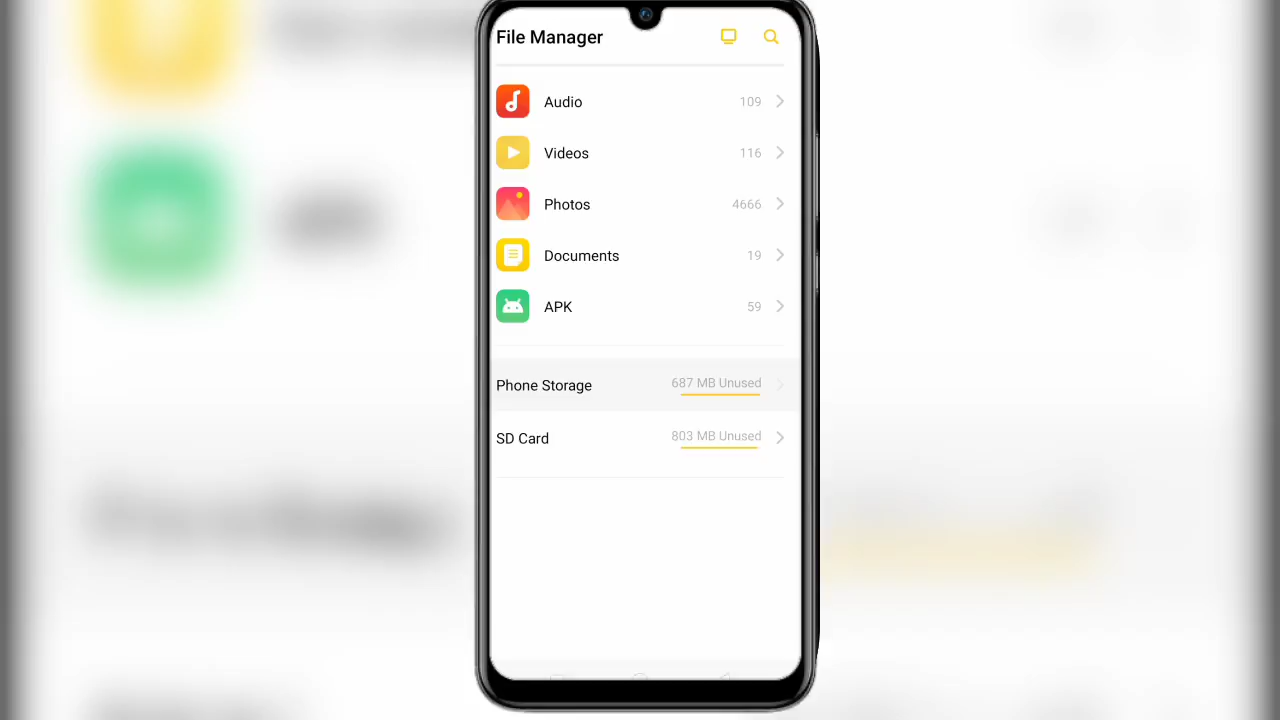 File Manager
Audio 109
Videos 116
Photos 4666
Documents 19
APK 59
Phone Storage 687 MB Unused
SD Card 803 MB Unused